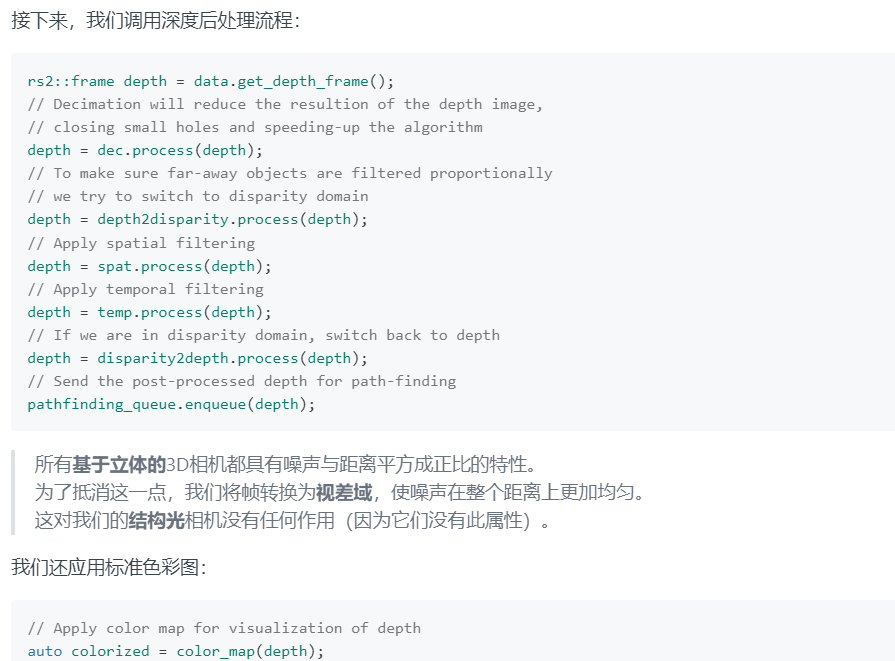 接下来，我们调用深度后处理流程：
rs2::frame depth = data.get_depth_frame();
// Decimation will reduce the resultion of the depth image,
// closing small holes and speeding-up the algorithm
depth = dec.process(depth);
// To make sure far-away objects are filtered proportionally
// we try to switch to disparity domain
depth = depth2disparity.process(depth);
// Apply spatial filtering
depth = spat.process(depth);
// Apply temporal filtering
depth = temp.process(depth);
// If we are in disparity domain, switch back to depth
depth = disparity2depth.process(depth);
// Send the post-processed depth for path-finding
pathfinding_queue.enqueue(depth);
所有基于立体的3D相机都具有噪声与距离平方成正比的特性。
为了抵消这一点，我们将帧转换为视差域，使噪声在整个距离上更加均匀。
这对我们的结构光相机没有任何作用（因为它们没有此属性）。
我们还应用标准色彩图：
// Apply color map for visualization of depth
auto colorized = color_map(depth);